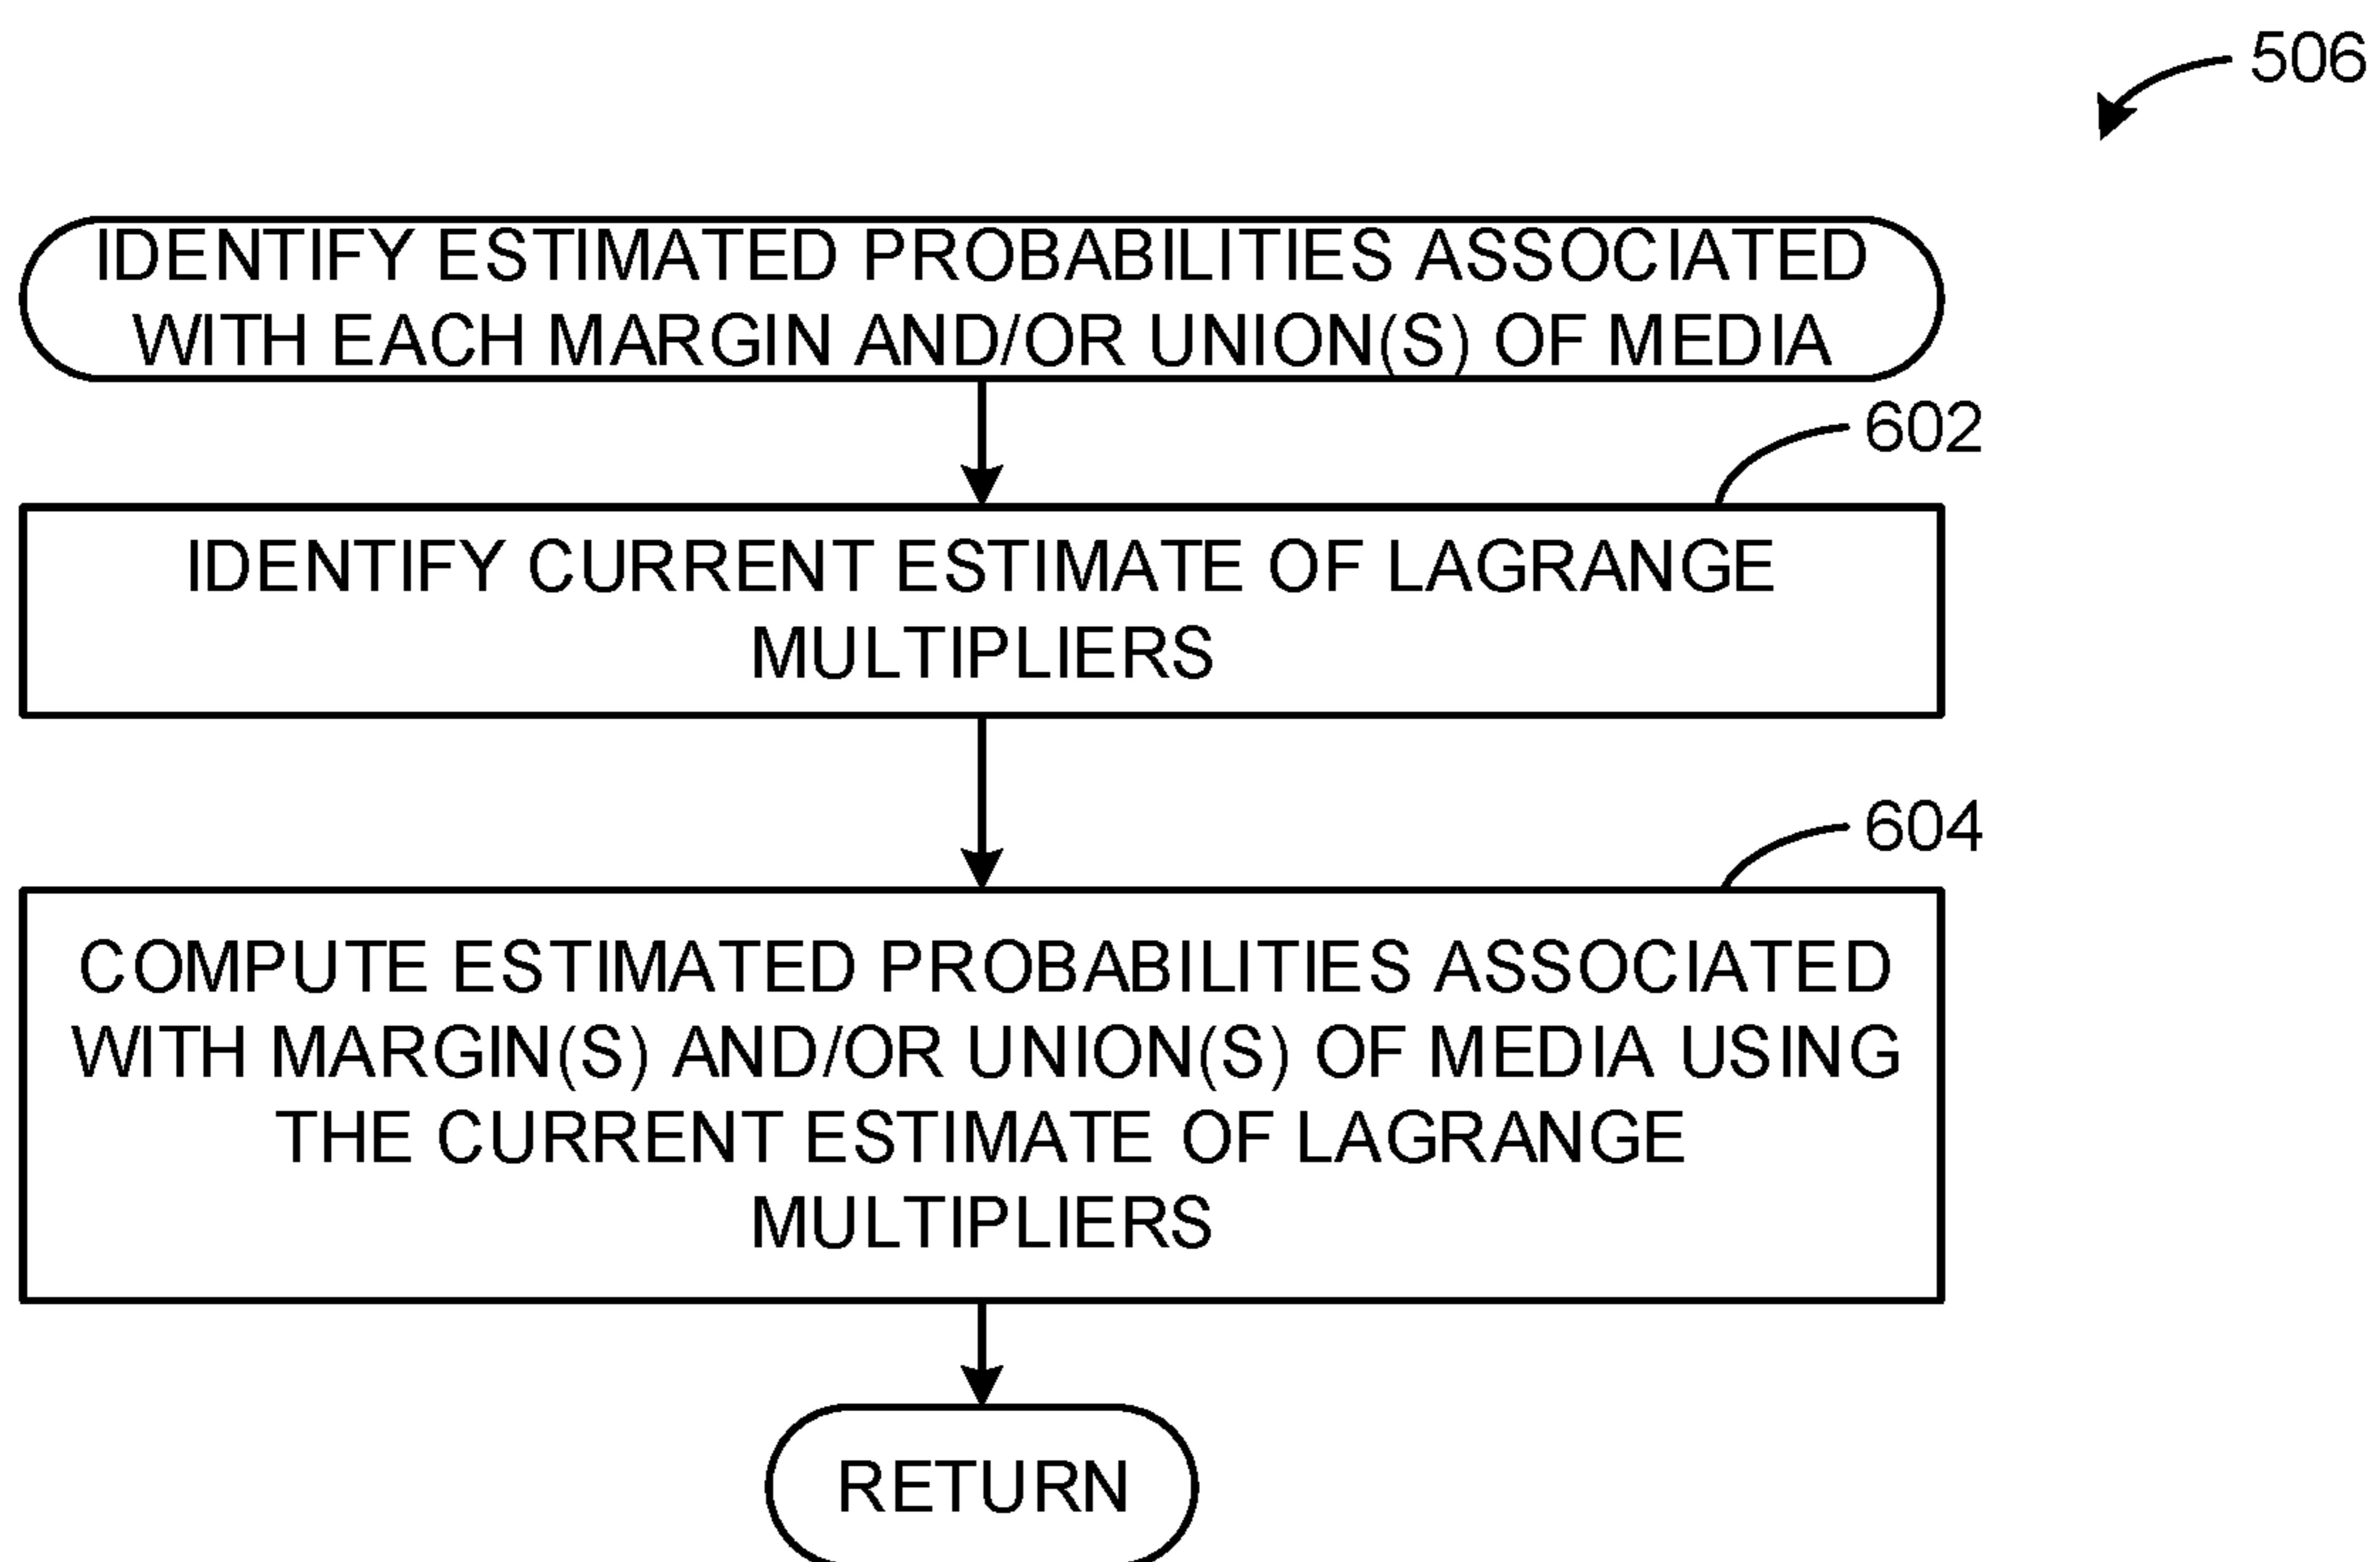 506
IDENTIFY ESTIMATED PROBABILITIES ASSOCIATED
WITH EACH MARGIN AND/OR UNION(S) OF MEDIA
602
IDENTIFY CURRENT ESTIMATE OF LAGRANGE
MULTIPLIERS
604
COMPUTE ESTIMATED PROBABILITIES ASSOCIATED
WITH MARGIN(S) AND/OR UNION(S) OF MEDIA USING
THE CURRENT ESTIMATE OF LAGRANGE
MULTIPLIERS
RETURN